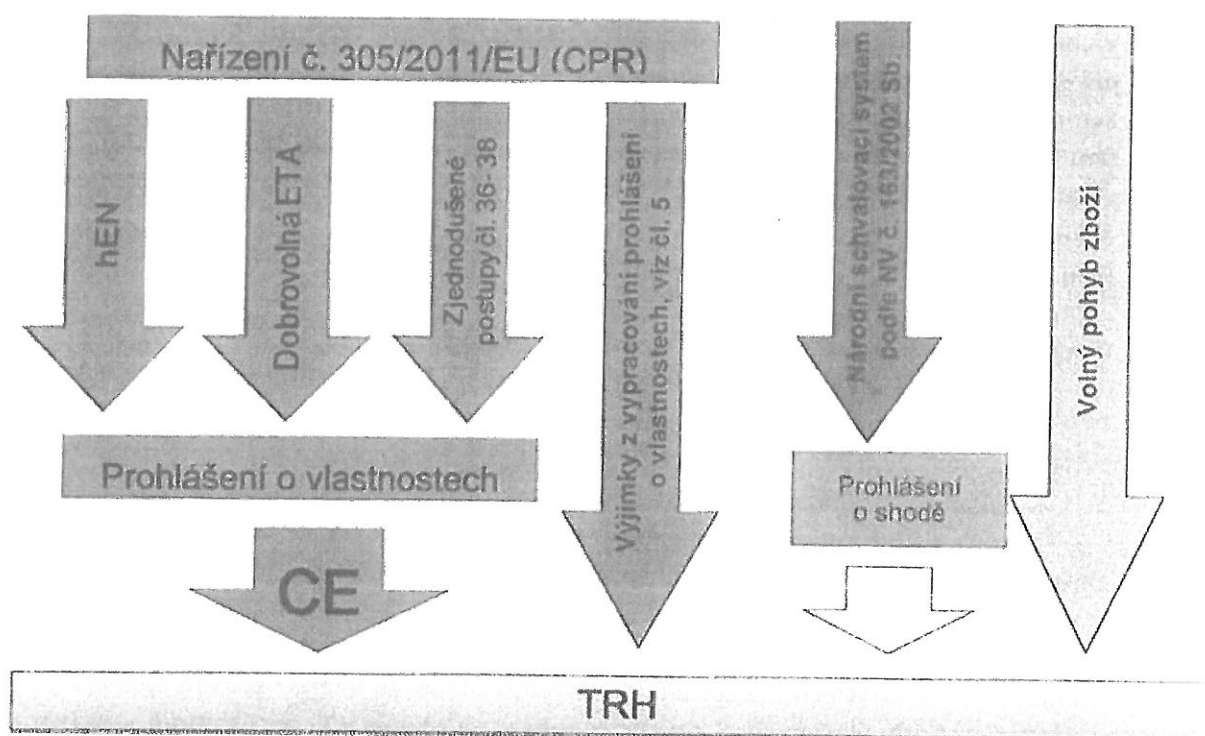 Nařízení č. 305/2011/EU (CPR)
hEN
Dobrovolná ETA
Zjednodušené
postupy čl. 36-38
Výjimky z vypracování prohlášení
o vlastnostech, viz čl. 5
Národní schvalovací systém
podle NV č. 163/2002 Sb.
Volný pohyb zboží
Prohlášení o vlastnostech
Prohlášení
o shodě
CE
TRH